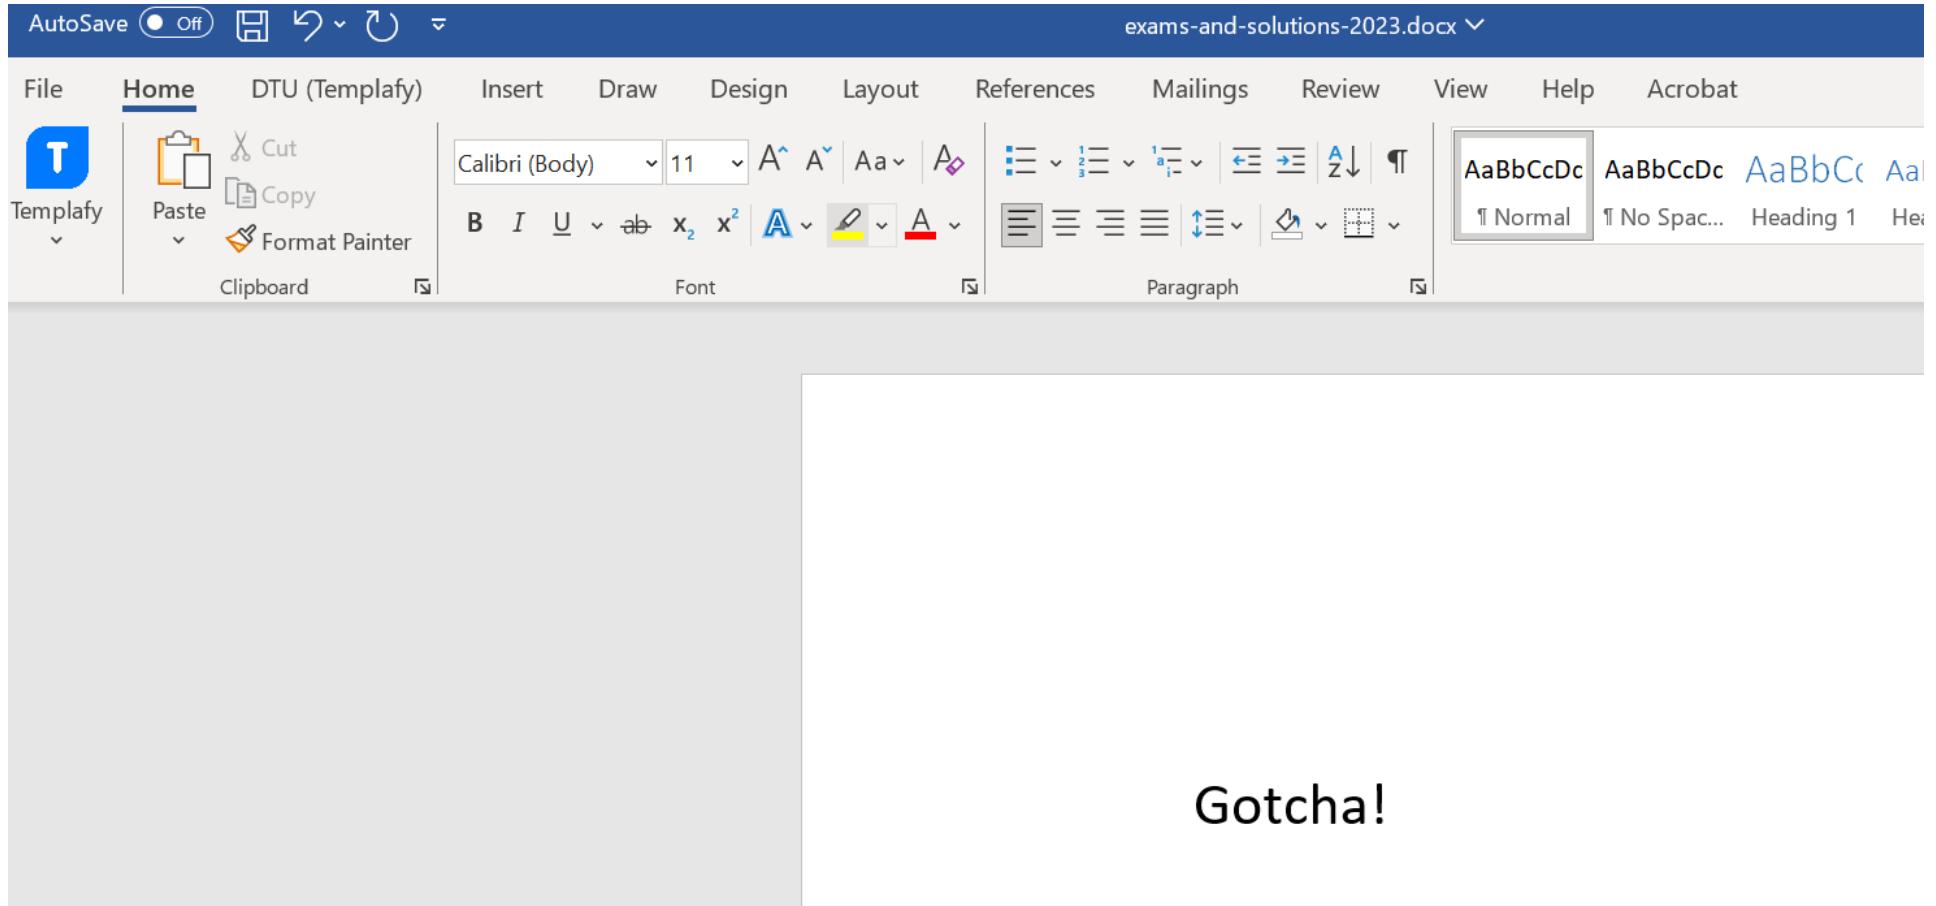 AutoSave Off exams-and-solutions-2023.docx
File Home DTU (Templafy) Insert Draw Design Layout References Mailings Review View Help Acrobat
Templafy
Paste
Cut
Copy
Format Painter
Clipboard
Calibri (Body) 11
Font
Paragraph
AaBbCcDc AaBbCcDc AaBbCc Aa
¶ Normal ¶ No Spac... Heading 1
Gotcha!